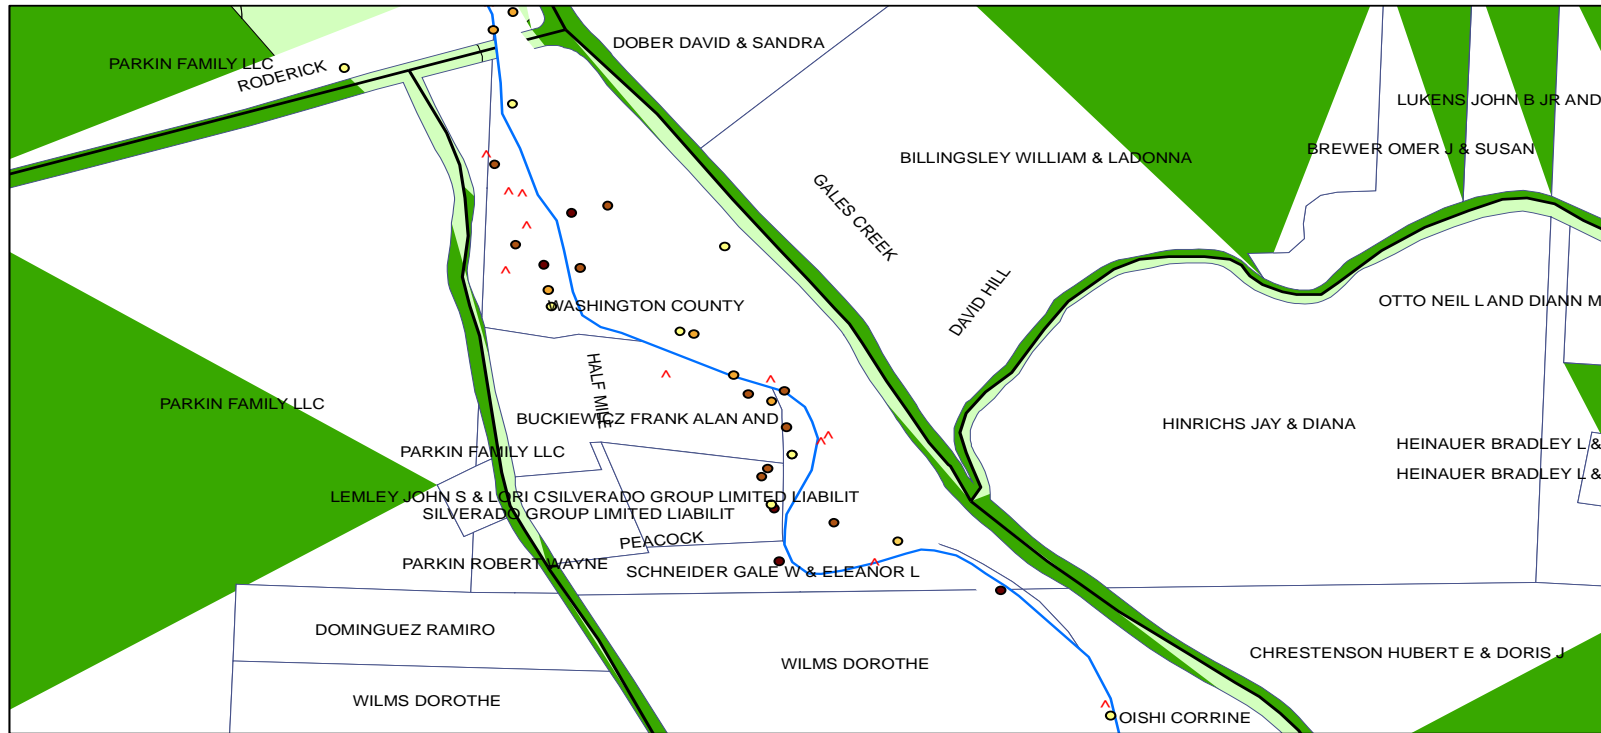 DOBER DAVID & SANDRA
PARKIN FAMILY LLC
RODERICK
LUKENS JOHN B JR AND
BREWER OMER J & SUSAN
BILLINGSLEY WILLIAM & LADONNA
GALES CREEK
DAVID HILL
WASHINGTON COUNTY
OTTO NEIL L AND DIANN M
HALF MILE
PARKIN FAMILY LLC
BUCKIEWICZ FRANK ALAN AND
HINRICHS JAY & DIANA
HEINAUER BRADLEY L &
PARKIN FAMILY LLC
HEINAUER BRADLEY L &
LEMLEY JOHN S & LORI C
SILVERADO GROUP LIMITED LIABILIT
SILVERADO GROUP LIMITED LIABILIT
PEACOCK
PARKIN ROBERT WAYNE
SCHNEIDER GALE W & ELEANOR L
DOMINGUEZ RAMIRO
CHRESTENSON HUBERT E & DORIS J
WILMS DOROTHE
WILMS DOROTHE
OISHI CORRINE